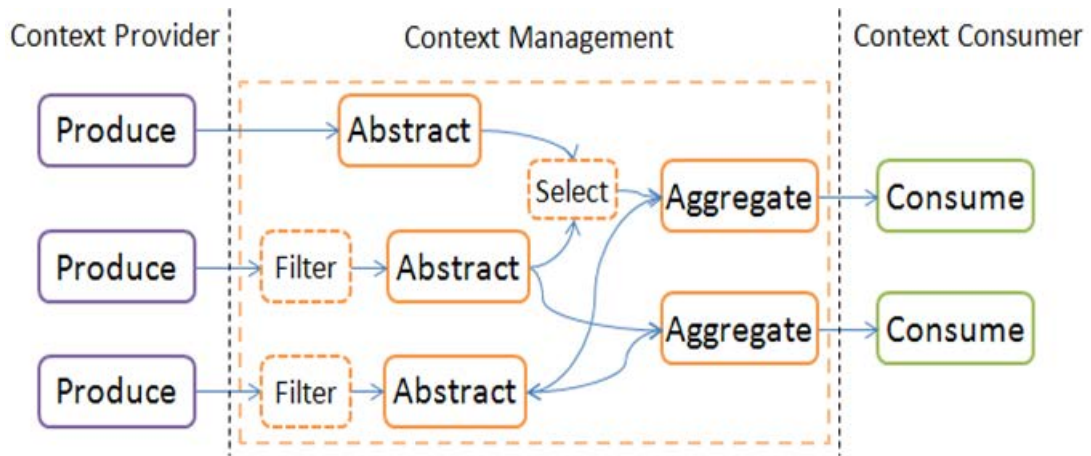 Context Provider
Context Management
Context Consumer
Produce
Abstract
Select
Aggregate
Consume
Produce
Filter
Abstract
Aggregate
Consume
Produce
Filter
Abstract